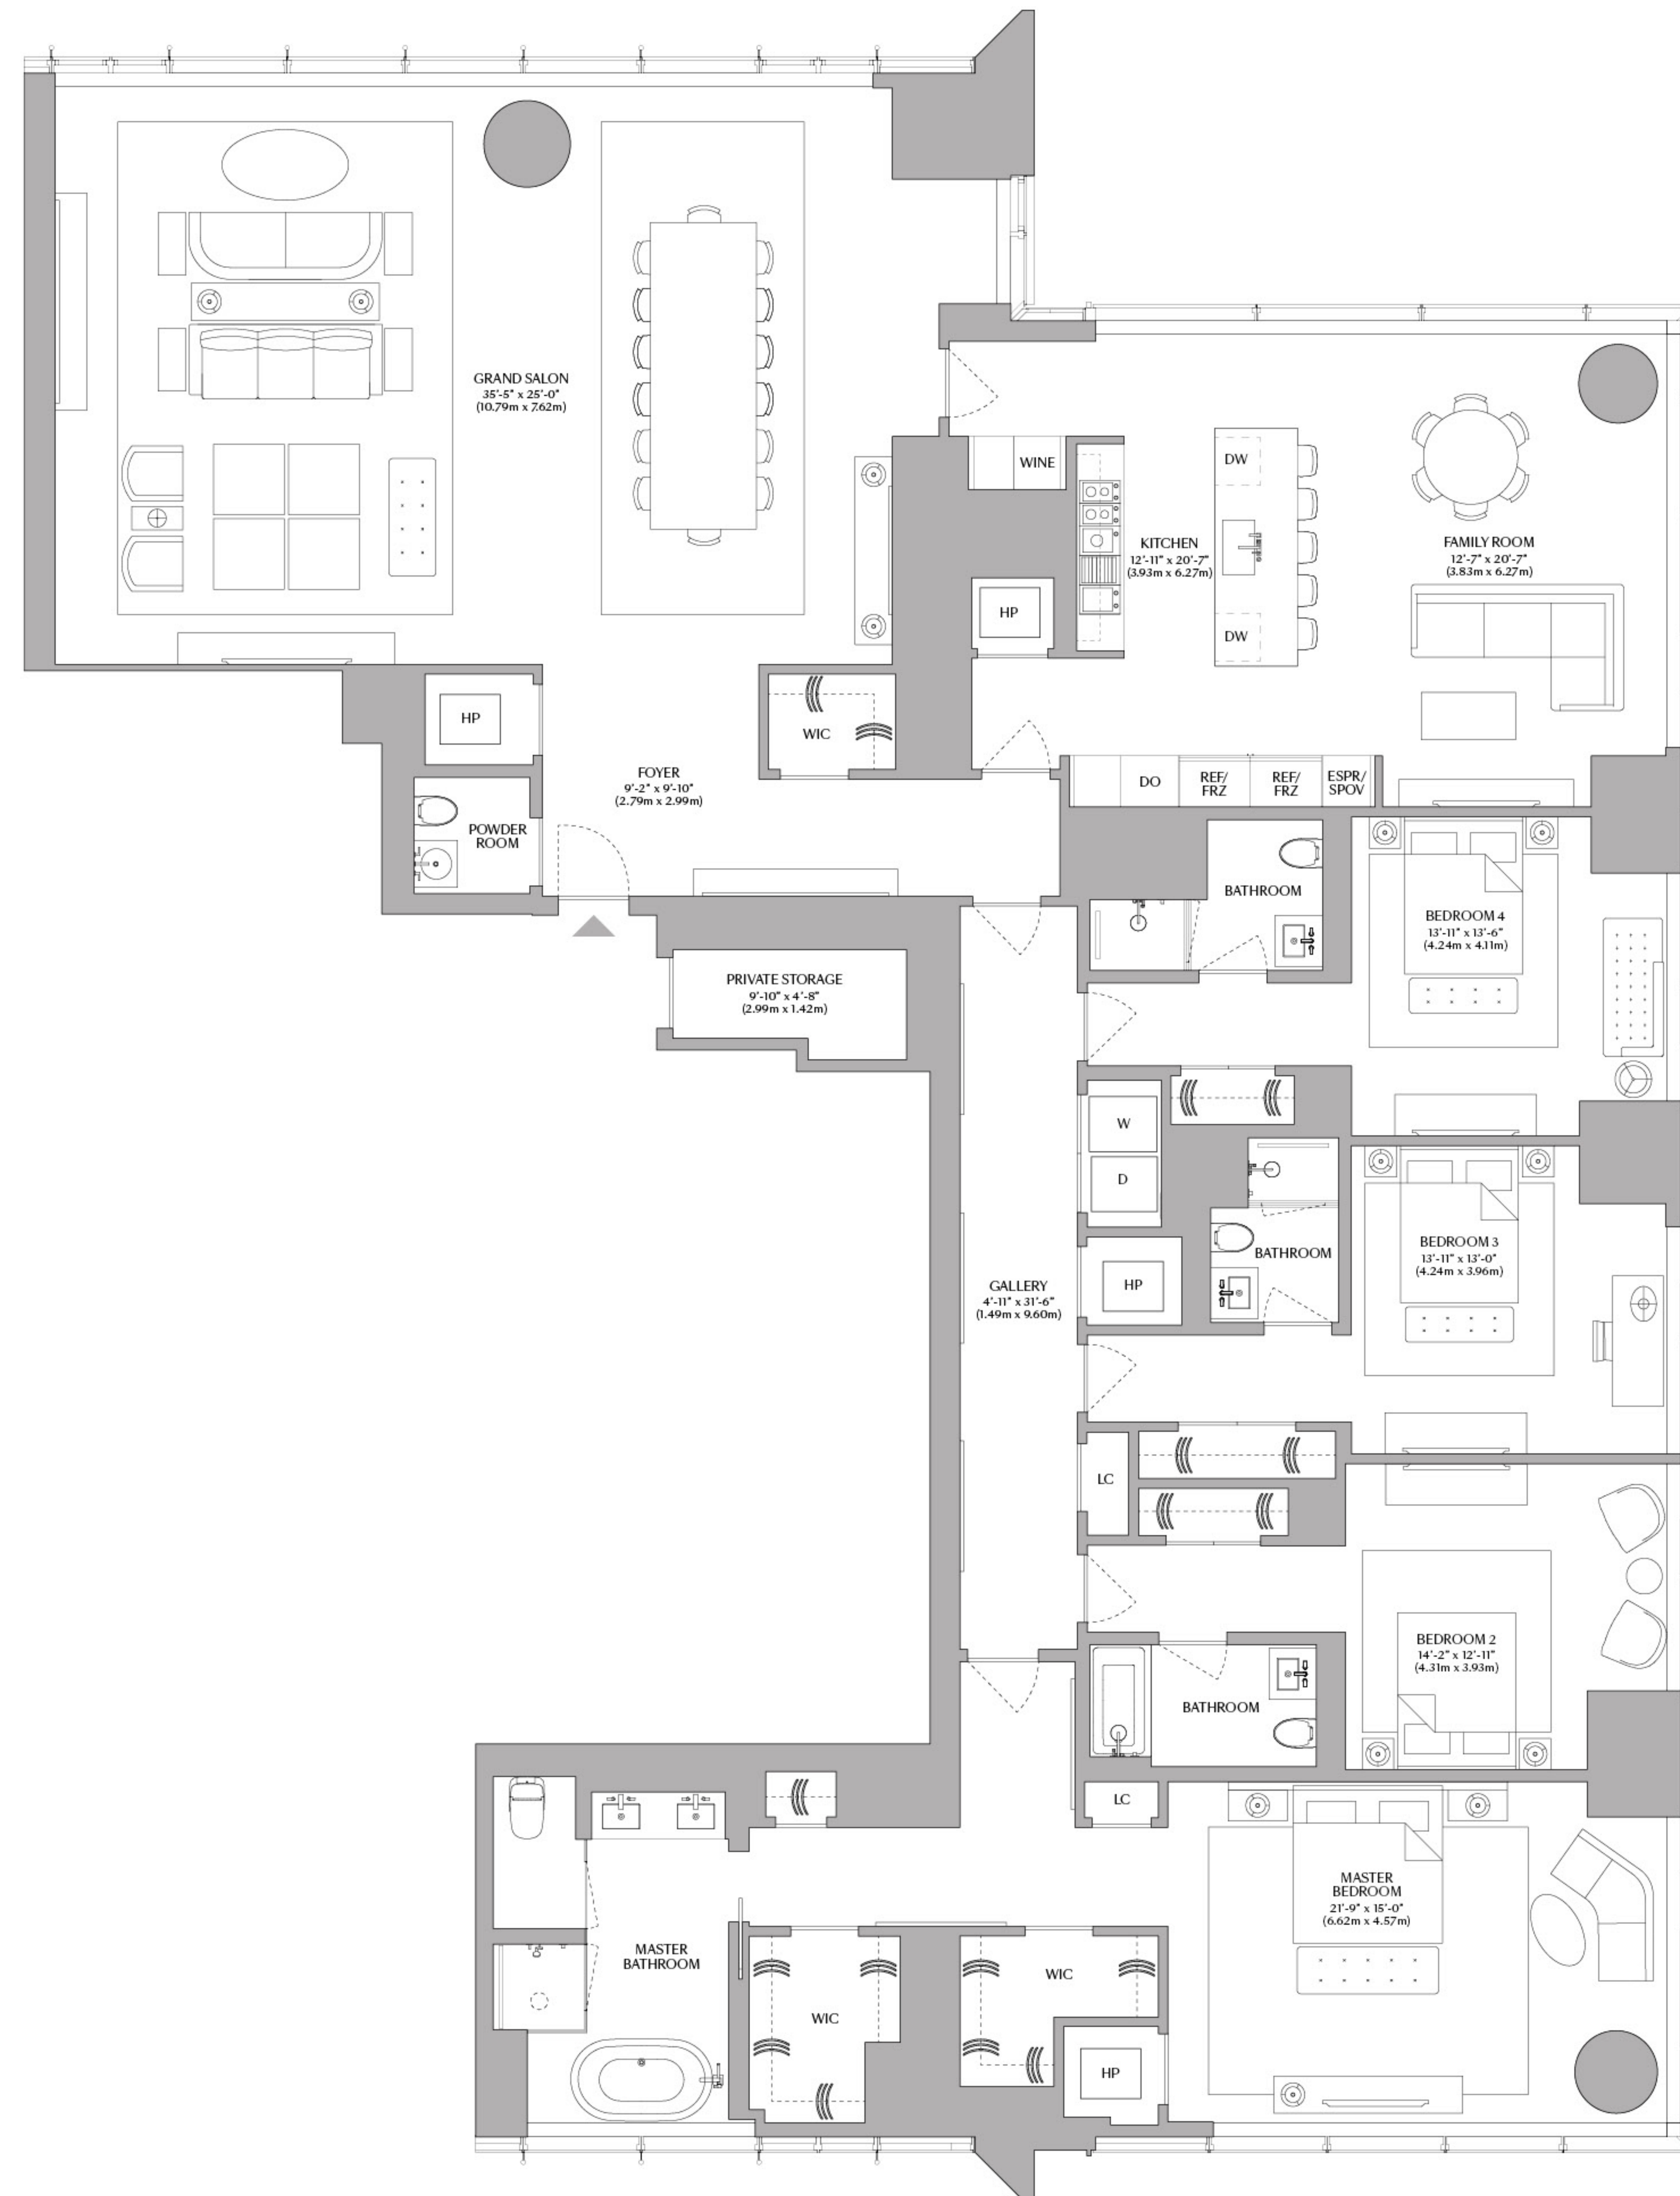 GRAND SALON
35'-5" x 25'-0"
(10.79m x 7.62m)
WINE
DW
KITCHEN
12'-11" x 20'-7"
(3.93m x 6.27m)
FAMILY ROOM
12'-7" x 20'-7"
(3.83m x 6.27m)
HP
DW
HP
WIC
FOYER
9'-2" x 9'-10"
(2.79m x 2.99m)
DO
REF/
FRZ
REF/
FRZ
ESPR/
SPOV
POWDER
ROOM
BATHROOM
BEDROOM 4
13'-11" x 13'-6"
(4.24m x 4.11m)
PRIVATE STORAGE
9'-10" x 4'-8"
(2.99m x 1.42m)
W
D
BATHROOM
BEDROOM 3
13'-11" x 13'-0"
(4.24m x 3.96m)
GALLERY
4'-11" x 31'-6"
(1.49m x 9.60m)
HP
LC
BEDROOM 2
14'-2" x 12'-11"
(4.31m x 3.93m)
BATHROOM
LC
MASTER
BEDROOM
21'-9" x 15'-0"
(6.62m x 4.57m)
MASTER
BATHROOM
WIC
WIC
HP